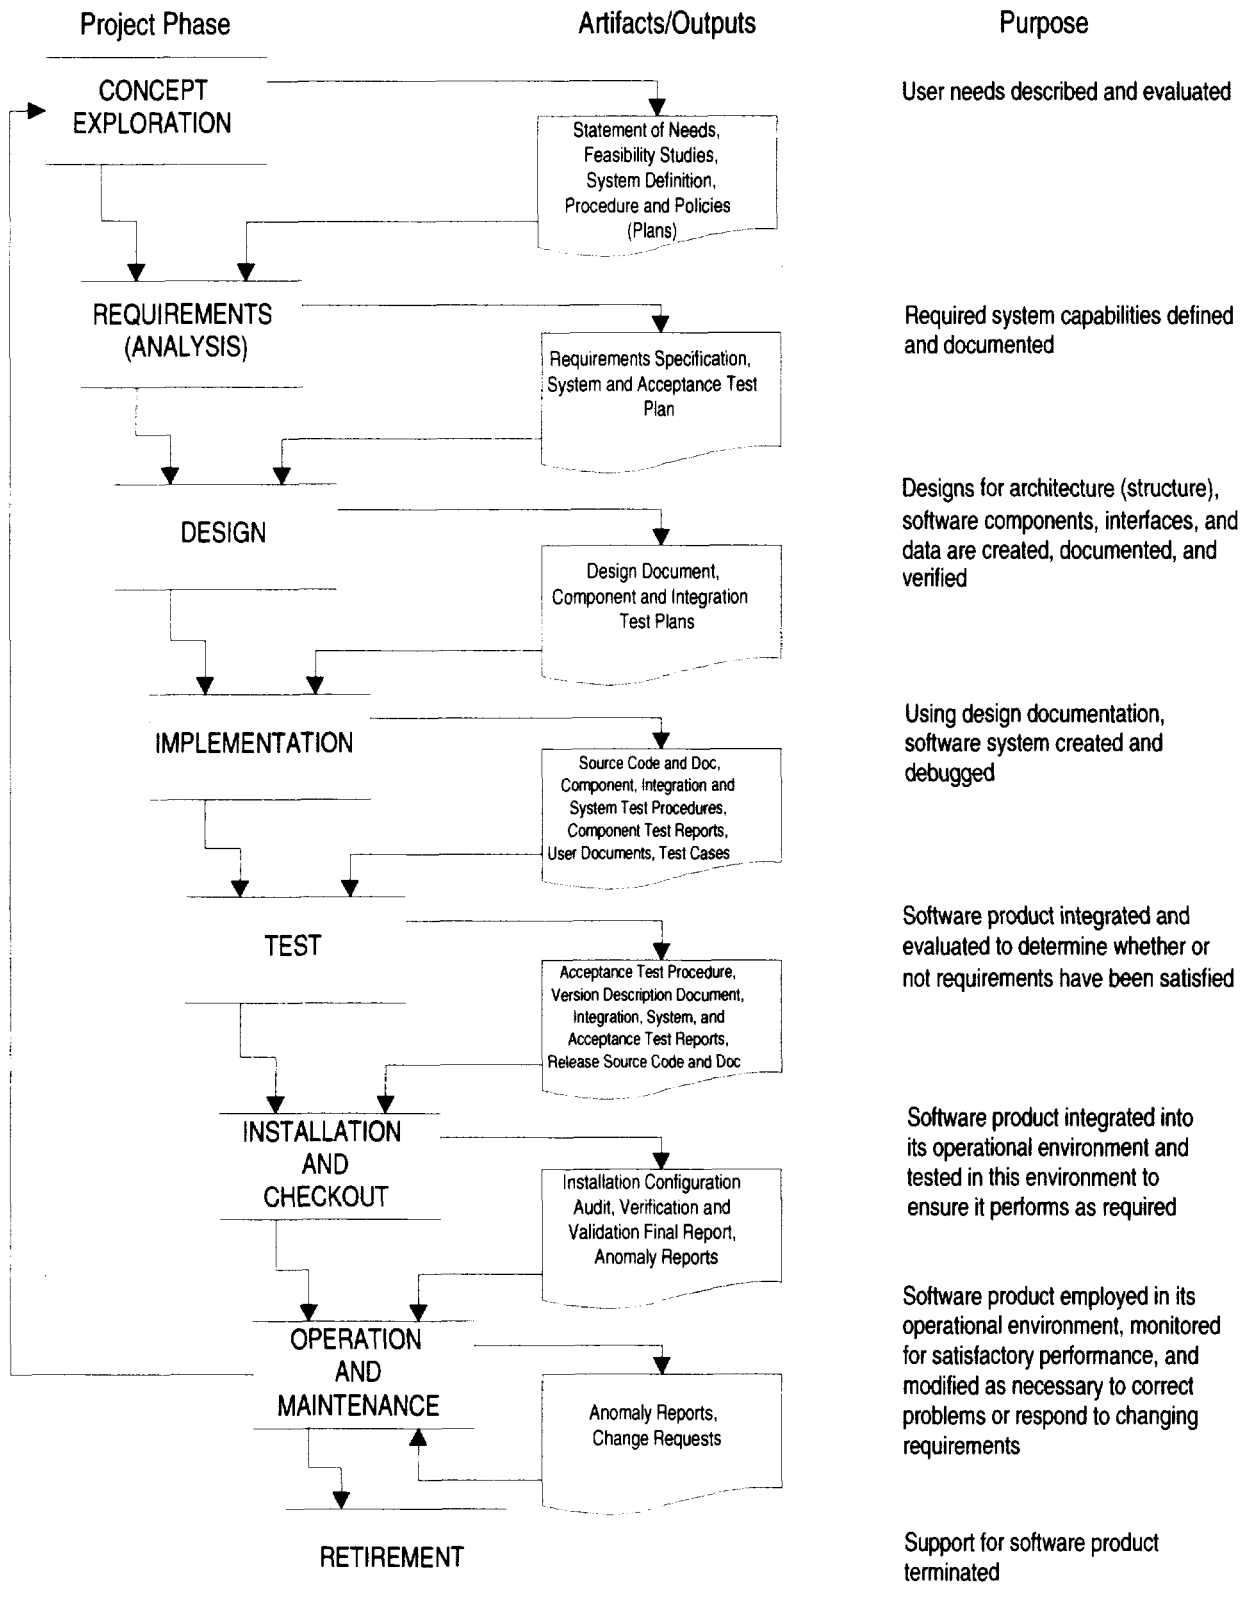 Project Phase
Artifacts/Outputs
Purpose
CONCEPT
EXPLORATION
User needs described and evaluated
Statement of Needs,
Feasibility Studies,
System Definition,
Procedure and Policies
(Plans)
REQUIREMENTS
(ANALYSIS)
Required system capabilities defined
and documented
Requirements Specification,
System and Acceptance Test
Plan
DESIGN
Designs for architecture (structure),
software components, interfaces, and
data are created, documented, and
verified
Design Document,
Component and Integration
Test Plans
IMPLEMENTATION
Using design documentation,
software system created and
debugged
Source Code and Doc,
Component, Integration and
System Test Procedures,
Component Test Reports,
User Documents, Test Cases
TEST
Software product integrated and
evaluated to determine whether or
not requirements have been satisfied
Acceptance Test Procedure,
Version Description Document,
Integration, System, and
Acceptance Test Reports,
Release Source Code and Doc
INSTALLATION
AND
CHECKOUT
Software product integrated into
its operational environment and
tested in this environment to
ensure it performs as required
Installation Configuration
Audit, Verification and
Validation Final Report,
Anomaly Reports
OPERATION
AND
MAINTENANCE
Software product employed in its
operational environment, monitored
for satisfactory performance, and
modified as necessary to correct
problems or respond to changing
requirements
Anomaly Reports,
Change Requests
RETIREMENT
Support for software product
terminated